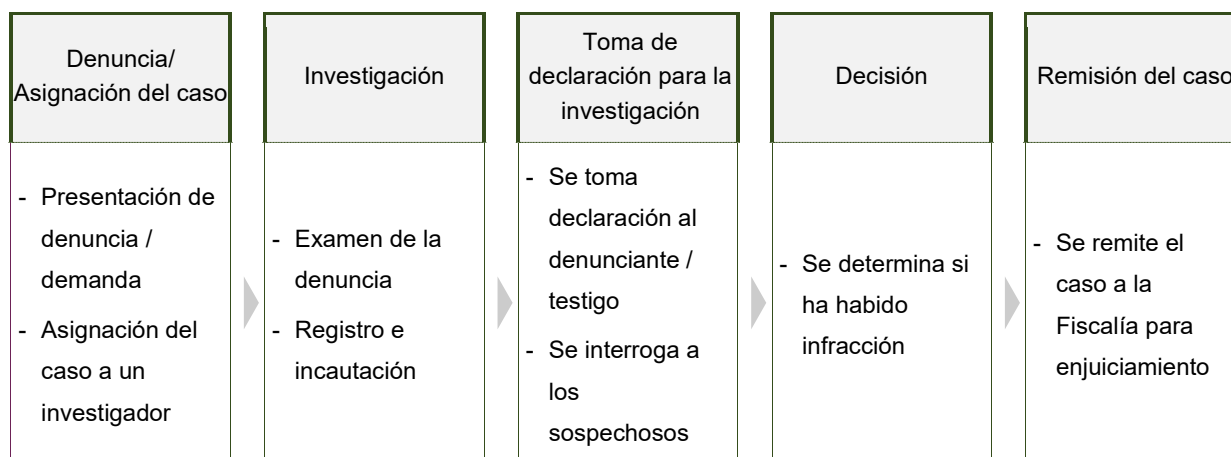 Denuncia/
Asignación del caso
- Presentación de
denuncia /
demanda
- Asignación del
caso a un
investigador
Investigación
- Examen de la
denuncia
- Registro e
incautación
Toma de
declaración para la
investigación
- Se toma
declaración al
denunciante /
testigo
- Se interroga a
los
sospechosos
Decisión
- Se determina si
ha habido
infracción
Remisión del caso
- Se remite el
caso a la
Fiscalía para
enjuiciamiento